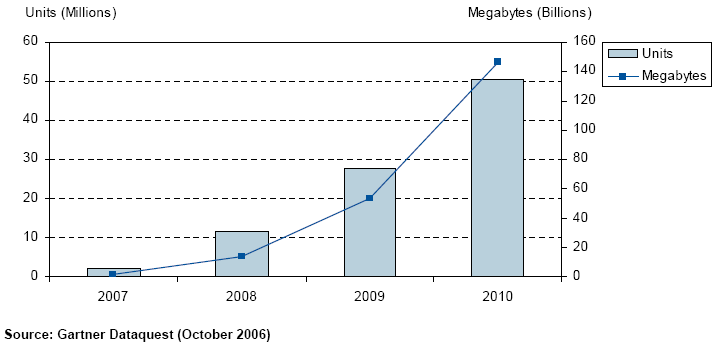 Units (Millions) Megabytes (Billions)
60 160
140
50
120
40
100
30 80
60
20
40
10
20
0 0
2007 2008 2009 2010
Units
Megabytes
Source: Gartner Dataquest (October 2006)